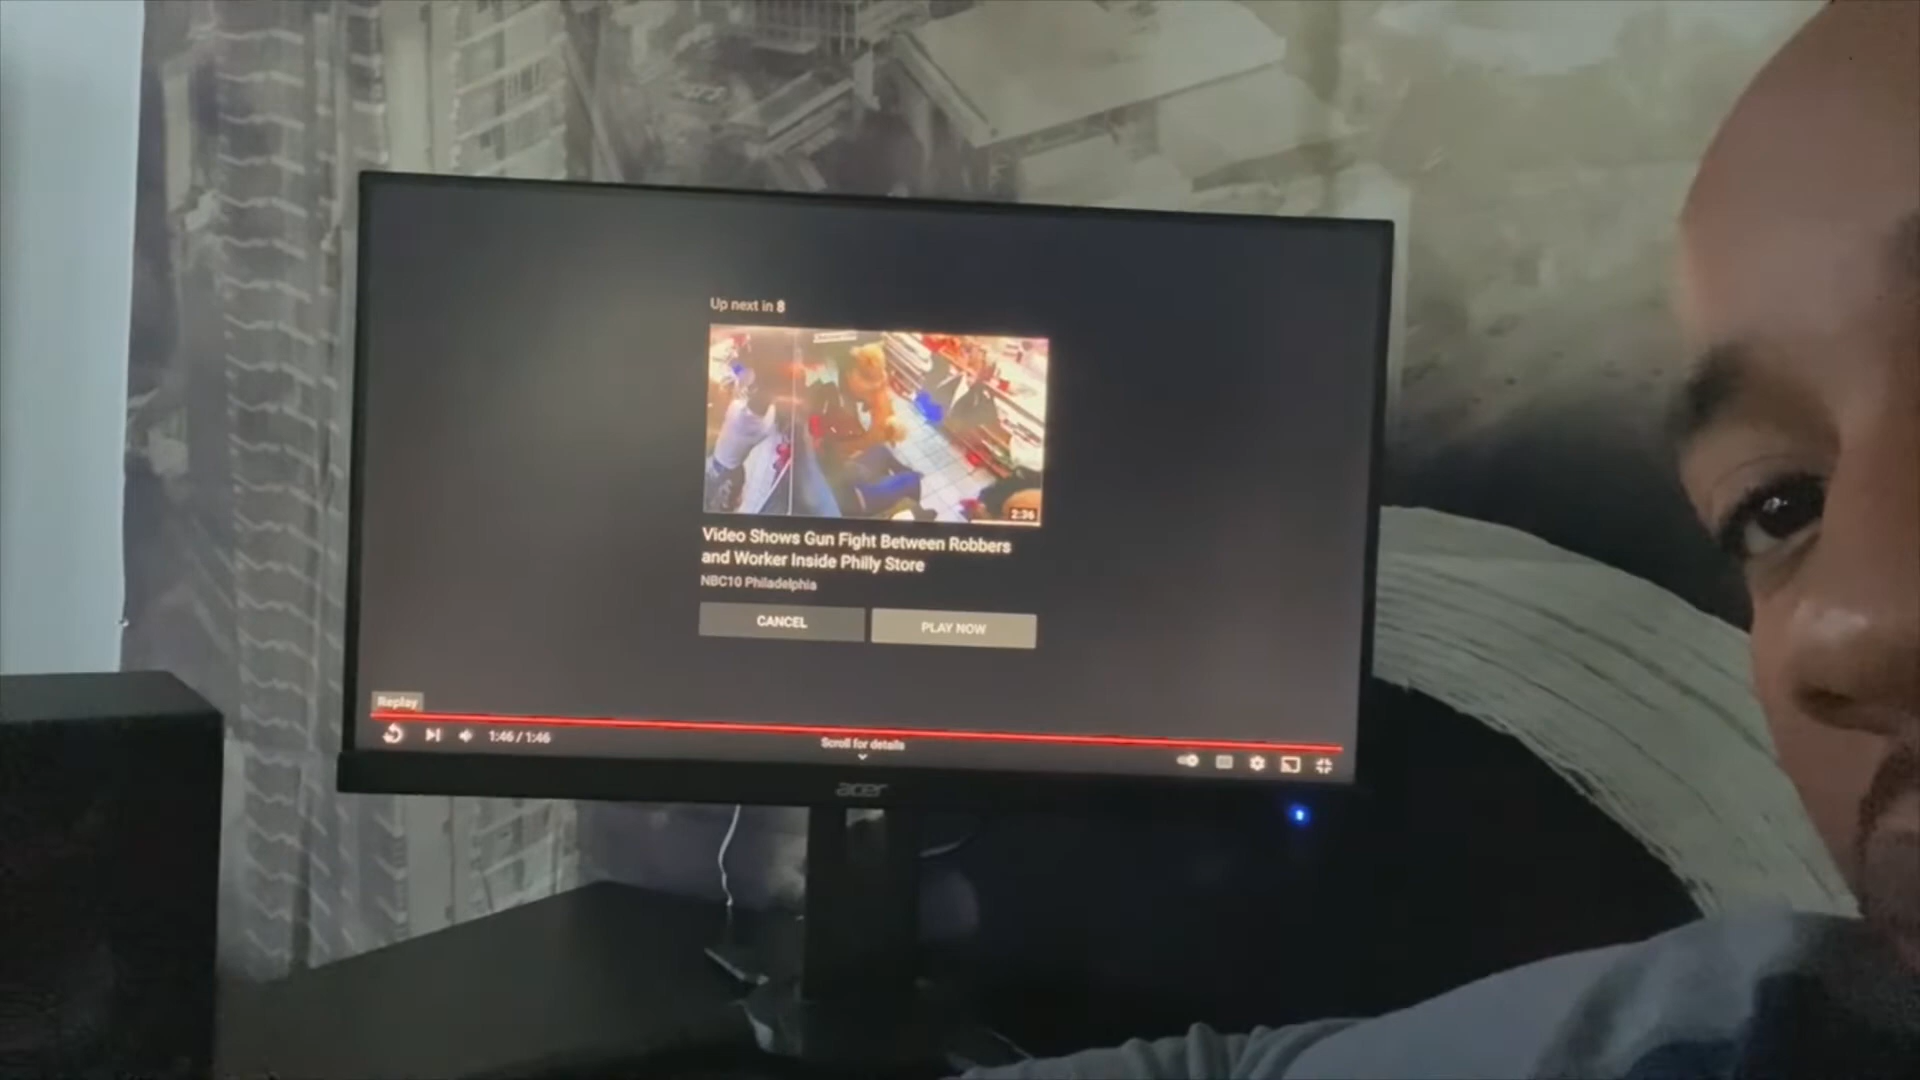 Up next in 8
2:36
Video Shows Gun Fight Between Robbers
and Worker Inside Philly Store
NBC10 Philadelphia
CANCEL
PLAY NOW
Replay
1:46 / 1:46
Scroll for details
acer